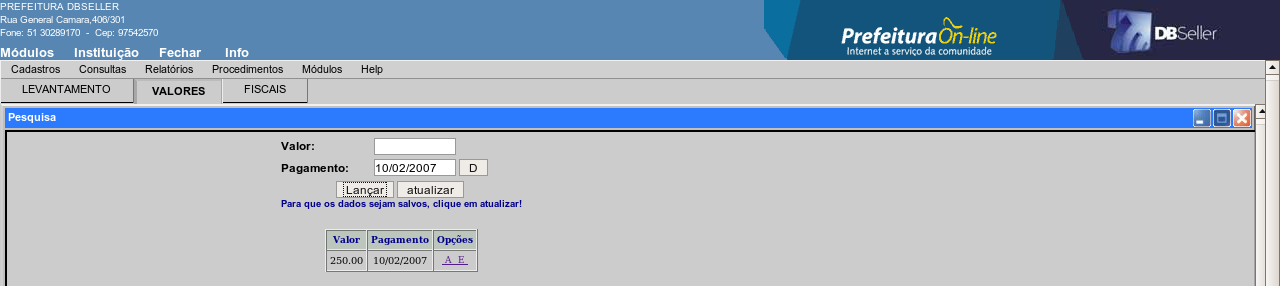 PREFEITURA DBSELLER
Rua General Camara,406/301
Fone: 51 30289170 - Cep: 97542570
PrefeituraOn-line
Internet a serviço da comunidade
DBSeller
Módulos Instituição Fechar Info
Cadastros Consultas Relatórios Procedimentos Módulos Help
LEVANTAMENTO VALORES FISCAIS
Pesquisa
Valor:
Pagamento: 10/02/2007 D
Lançar atualizar
Para que os dados sejam salvos, clique em atualizar!
Valor Pagamento Opções
250.00 10/02/2007 A E